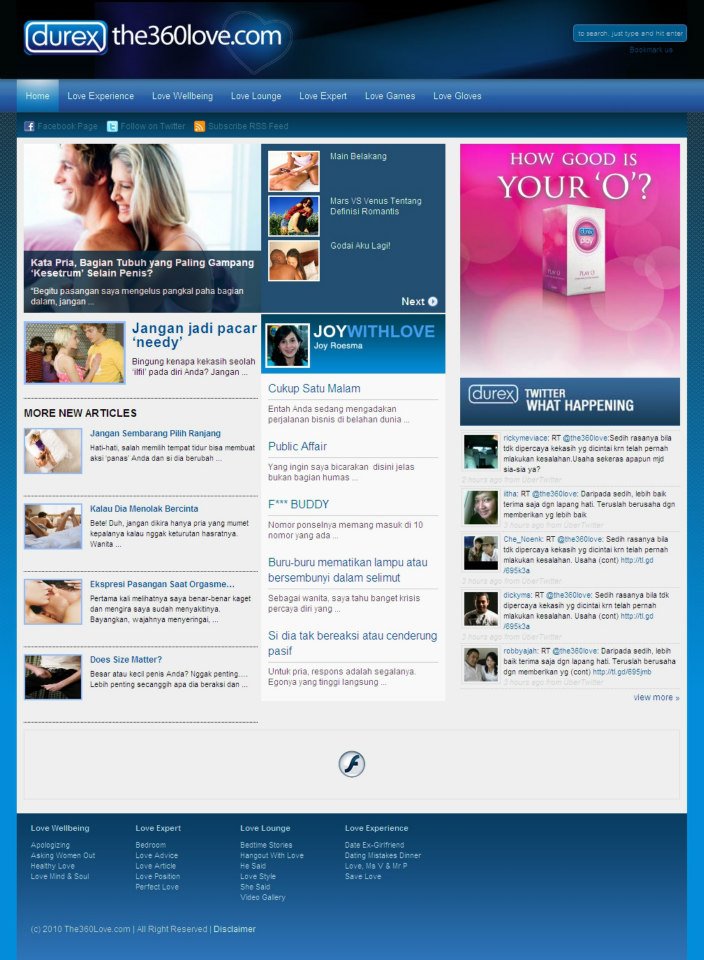 durex the360love.com
to search, just type and hit enter
Bookmark us
Home Love Experience Love Wellbeing Love Lounge Love Expert Love Games Love Gloves
Facebook Page Follow on Twitter Subscribe RSS Feed
Kata Pria, Bagian Tubuh yang Paling Gampang
‘Kesetrum’ Selain Penis?
“Begitu pasangan saya mengelus pangkal paha bagian
dalam, jangan ...
Jangan jadi pacar
‘needy’
Bingung kenapa kekasih seolah
‘ilfil’ pada diri Anda? Jangan ...
MORE NEW ARTICLES
Jangan Sembarang Pilih Ranjang
Hati-hati, salah memilih tempat tidur bisa membuat
aksi ‘panas’ Anda dan si dia berubah ...
Kalau Dia Menolak Bercinta
Bete! Duh, jangan dikira hanya pria yang mumet
kepalanya kalau nggak keturutan hasratnya.
Wanita ...
Ekspresi Pasangan Saat Orgasme...
Pertama kali melihatnya saya benar-benar kaget
dan mengira saya sudah menyakitinya.
Bayangkan, wajahnya menyeringai, ...
Does Size Matter?
Besar atau kecil penis Anda? Nggak penting....
Lebih penting secanggih apa dia beraksi dan ...
Main Belakang
Mars VS Venus Tentang
Definisi Romantis
Godai Aku Lagi!
Next
JOYWITHLOVE
Joy Roesma
Cukup Satu Malam
Entah Anda sedang mengadakan
perjalanan bisnis di belahan dunia ...
Public Affair
Yang ingin saya bicarakan disini jelas
bukan bagian humas ...
F*** BUDDY
Nomor ponselnya memang masuk di 10
nomor yang ada ...
Buru-buru mematikan lampu atau
bersembunyi dalam selimut
Sebagai wanita, saya tahu banget krisis
percaya diri yang ...
Si dia tak bereaksi atau cenderung
pasif
Untuk pria, respons adalah segalanya.
Egonya yang tinggi langsung ...
HOW GOOD IS
YOUR ‘O’?
durex
play
PLAY O
PLAY O
durex TWITTER
WHAT HAPPENING
rickymeviace: RT @the360love:Sedih rasanya bila
tdk dipercaya kekasih yg dicintai krn telah pernah
mlakukan kesalahan.Usaha sekeras apapun mjd
sia-sia ya?
2 hours ago from UberTwitter
iitha: RT @the360love: Daripada sedih, lebih baik
terima saja dgn lapang hati. Teruslah berusaha dgn
memberikan yg lebih baik
3 hours ago from UberTwitter
Che_Noenk: RT @the360love: Sedih rasanya bila
tdk dipercaya kekasih yg dicintai krn telah pernah
mlakukan kesalahan. Usaha (cont) http://tl.gd
/695k3a
2 hours ago from UberTwitter
dickyms: RT @the360love: Sedih rasanya bila tdk
dipercaya kekasih yg dicintai krn telah pernah
mlakukan kesalahan. Usaha (cont) http://tl.gd
/695k3a
2 hours ago from UberTwitter
robbyajah: RT @the360love: Daripada sedih, lebih
baik terima saja dgn lapang hati. Teruslah berusaha
dgn memberikan yg (cont) http://tl.gd/695jmb
3 hours ago from UberTwitter
view more »
Love Wellbeing
Apologizing
Asking Women Out
Healthy Love
Love Mind & Soul
Love Expert
Bedroom
Love Advice
Love Article
Love Position
Perfect Love
Love Lounge
Bedtime Stories
Hangout With Love
He Said
Love Style
She Said
Video Gallery
Love Experience
Date Ex-Girlfriend
Dating Mistakes Dinner
Love, Ms V & Mr P
Save Love
(c) 2010 The360Love.com | All Right Reserved | Disclaimer